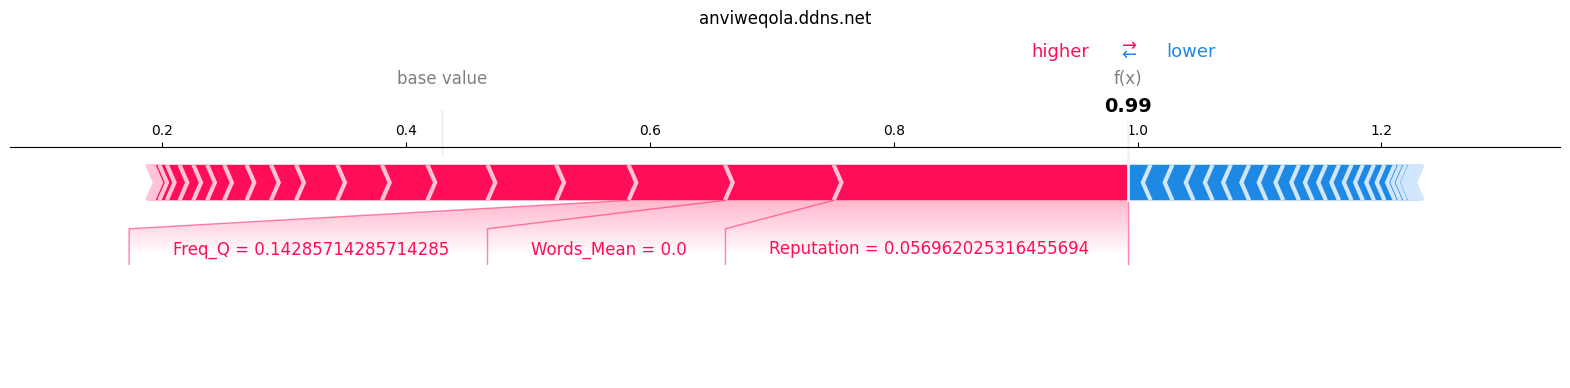 anviweqola.ddns.net
higher ⇄ lower
base value
f(x)
0.99
0.2 0.4 0.6 0.8 1.0 1.2
Freq_Q = 0.14285714285714285
Words_Mean = 0.0
Reputation = 0.056962025316455694